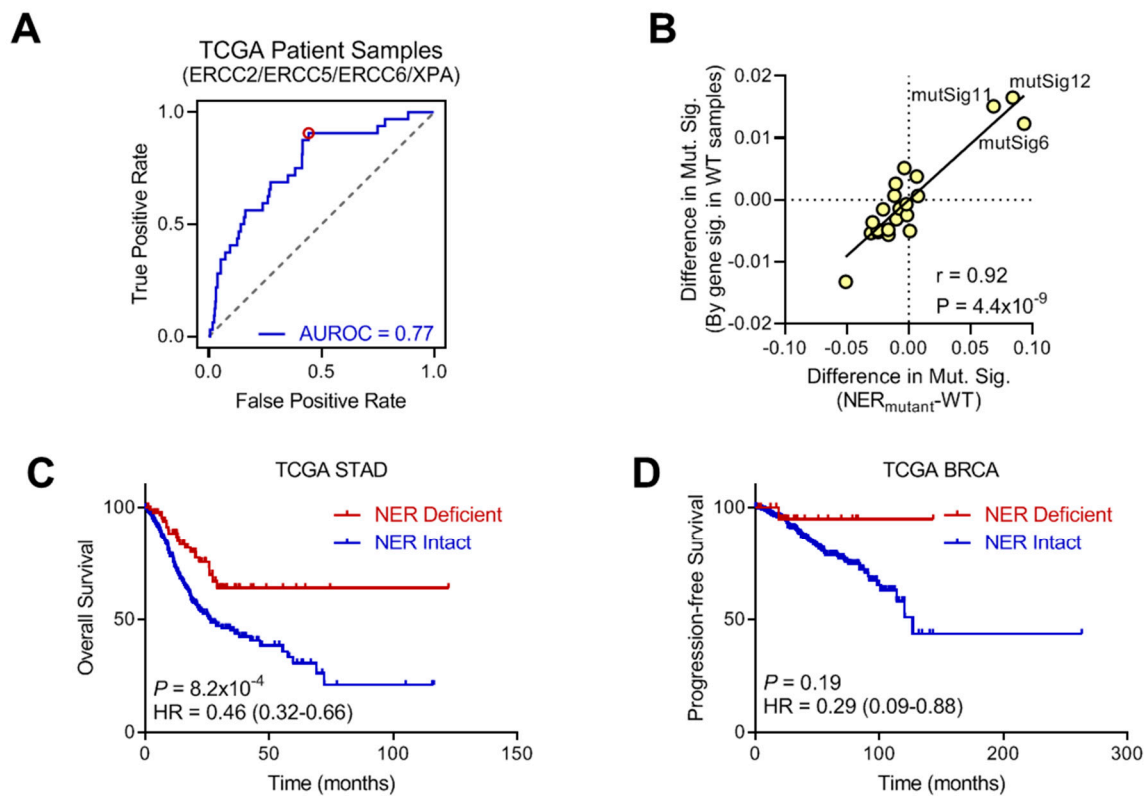 A
TCGA Patient Samples
(ERCC2/ERCC5/ERCC6/XPA)
True Positive Rate
1.0
0.5
0.0
AUROC = 0.77
0.0 0.5 1.0
False Positive Rate
B
Difference in Mut. Sig.
(By gene sig. in WT samples)
0.02
0.01
0.00
-0.01
-0.02
mutSig11
mutSig12
mutSig6
r = 0.92
P = 4.4x10-9
-0.10 -0.05 0.00 0.05 0.10
Difference in Mut. Sig.
(NERmutant-WT)
C
TCGA STAD
Overall Survival
100
50
0
NER Deficient
NER Intact
P = 8.2x10-4
HR = 0.46 (0.32-0.66)
0 50 100 150
Time (months)
D
TCGA BRCA
Progression-free Survival
100
50
0
NER Deficient
NER Intact
P = 0.19
HR = 0.29 (0.09-0.88)
0 100 200 300
Time (months)